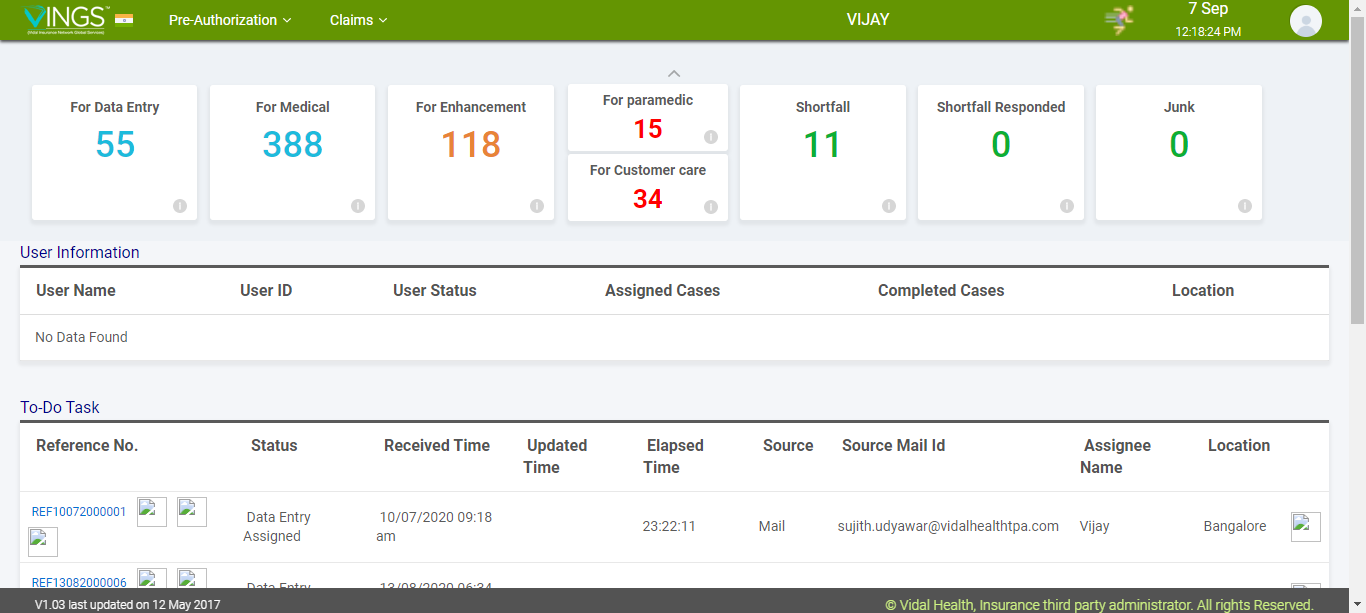 VINGS™
(Vidal Insurance Network Global Services)
Pre-Authorization
Claims
VIJAY
7 Sep
12:18:24 PM
For Data Entry
55
For Medical
388
For Enhancement
118
For paramedic
15
For Customer care
34
Shortfall
11
Shortfall Responded
0
Junk
0
User Information
User Name User ID User Status Assigned Cases Completed Cases Location
No Data Found
To-Do Task
Reference No. Status Received Time Updated Time Elapsed Time Source Source Mail Id Assignee Name Location
REF10072000001 Data Entry Assigned 10/07/2020 09:18 am 23:22:11 Mail sujith.udyawar@vidalhealthtpa.com Vijay Bangalore
REF13082000006 Data Entry 13/08/2020 06:34
V1.03 last updated on 12 May 2017
© Vidal Health, Insurance third party administrator. All rights Reserved.